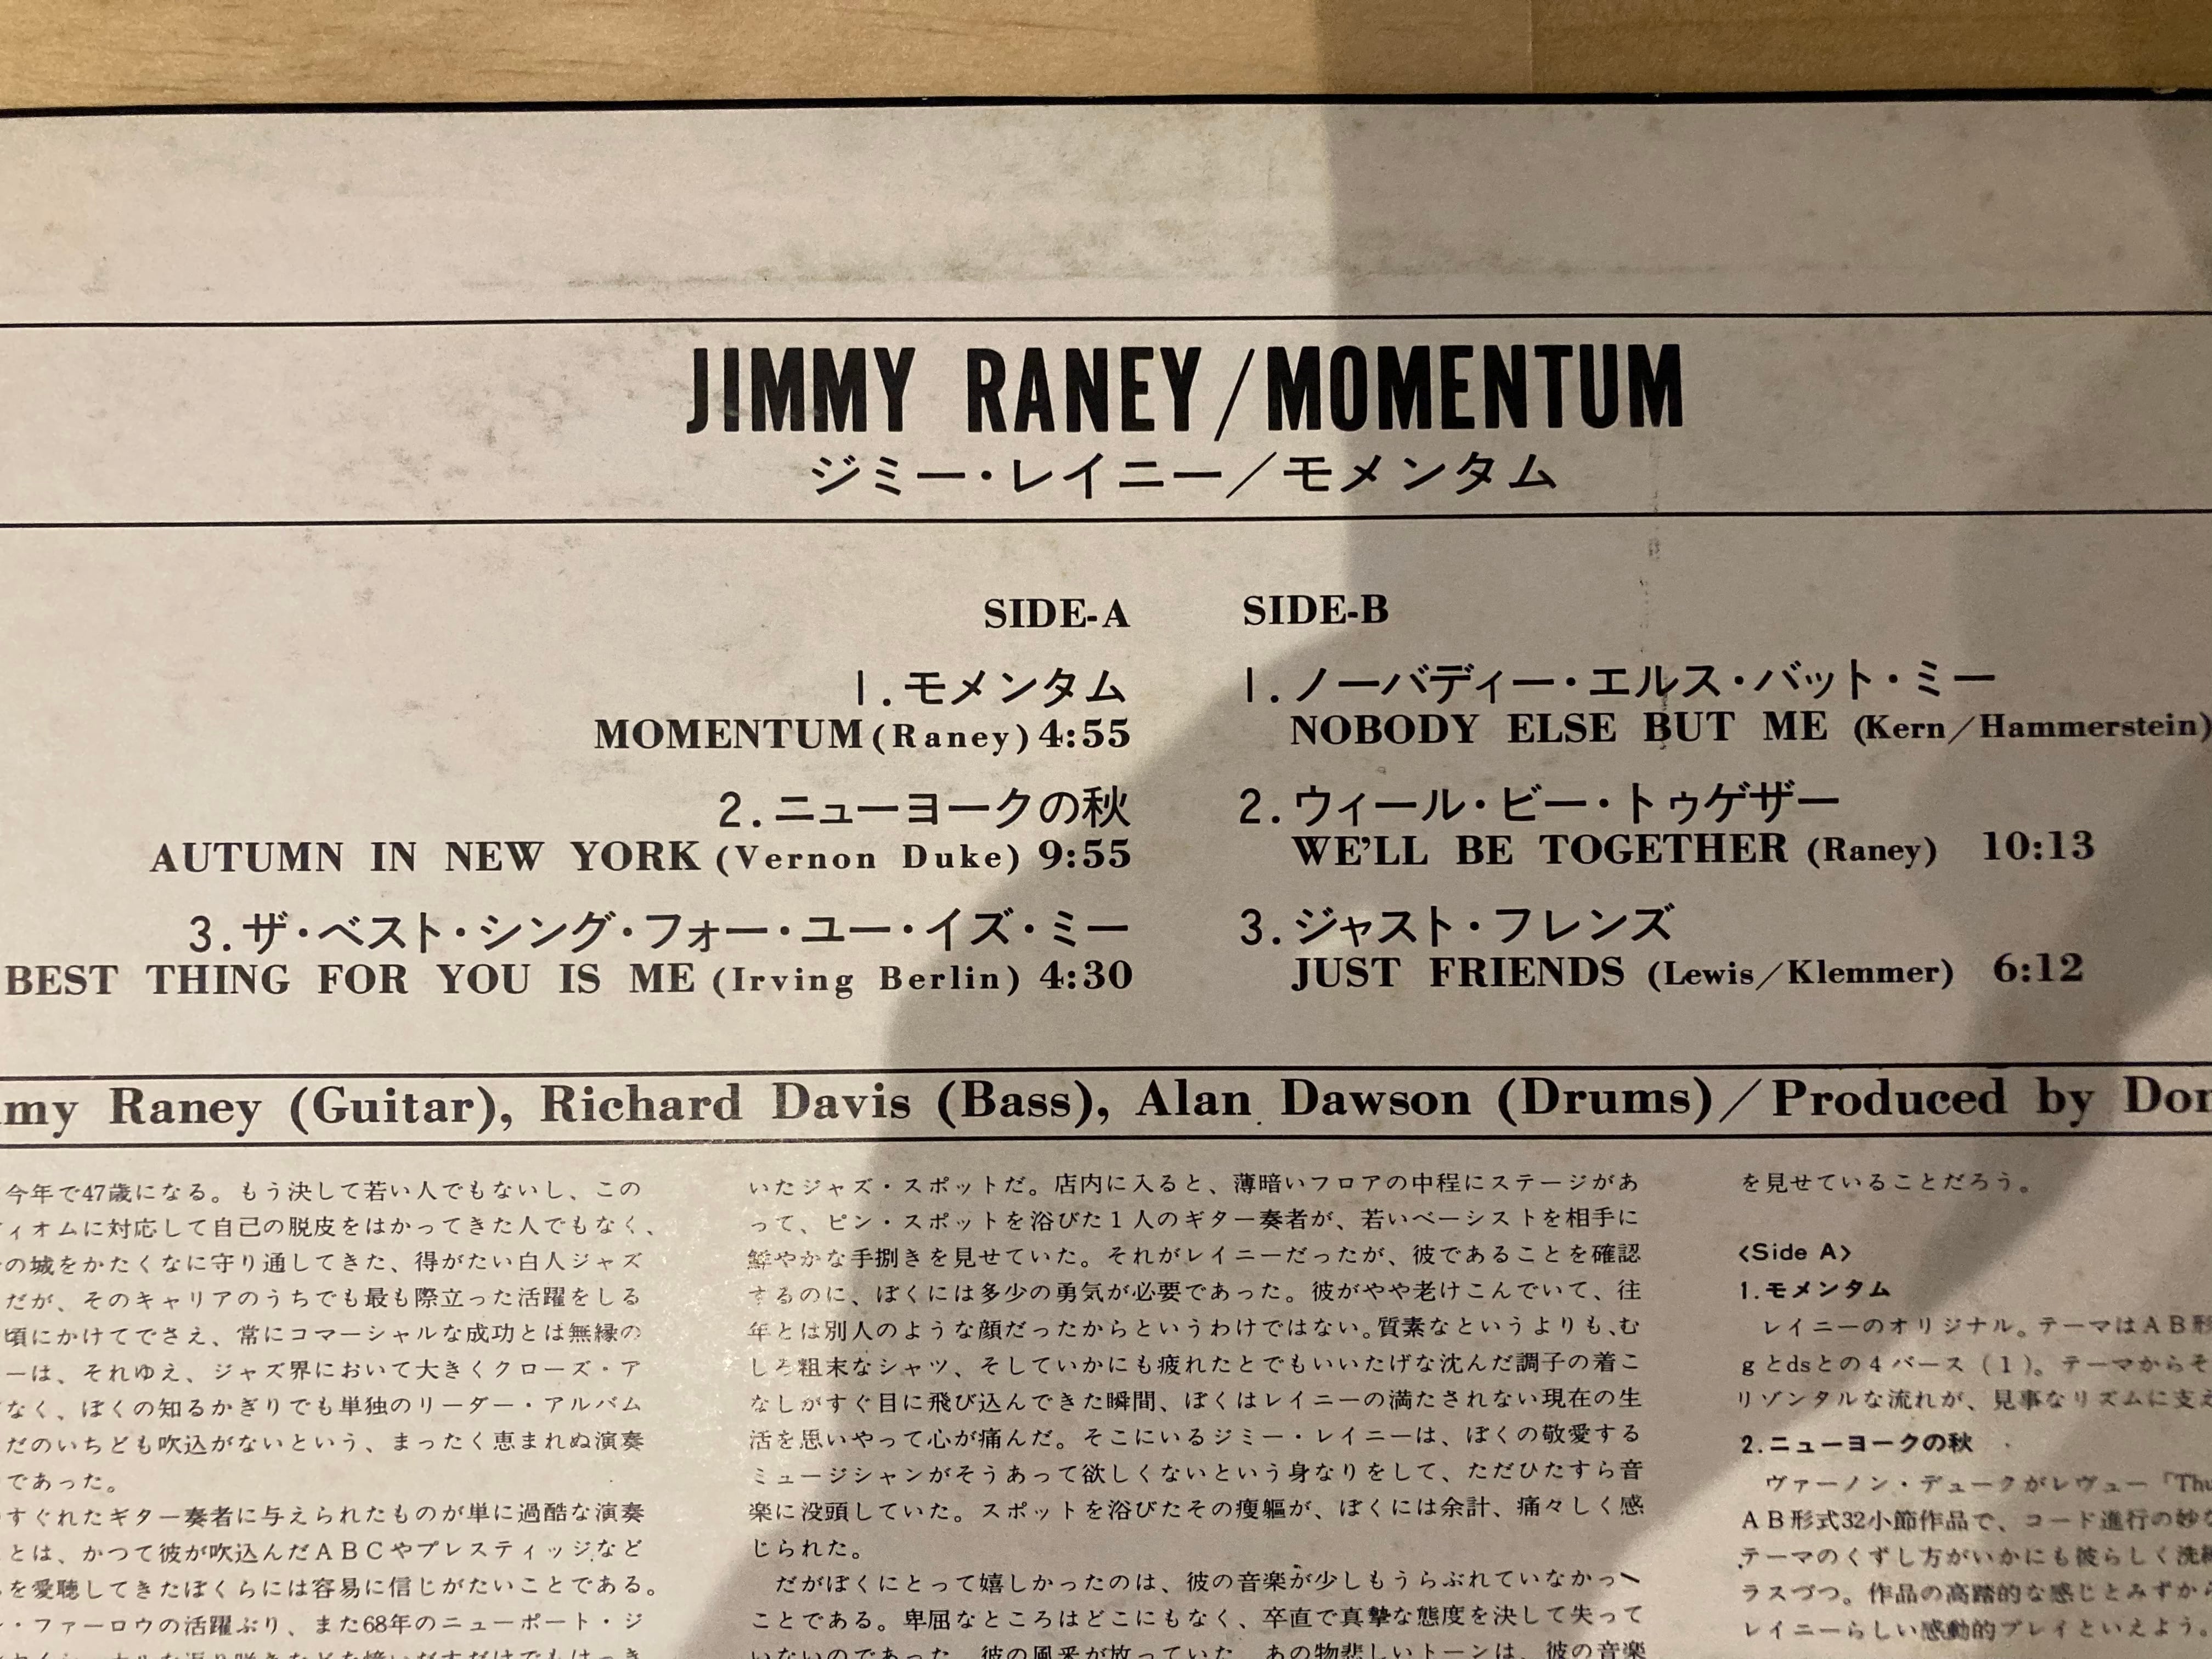 JIMMY RANEY／MOMENTUM
ジミー・レイニー／モメンタム
SIDE-A
1.モメンタム
MOMENTUM(Raney)4:55
2.ニューヨークの秋
AUTUMN IN NEW YORK(Vernon Duke)9:55
3.ザ・ベスト・シング・フォー・ユー・イズ・ミー
BEST THING FOR YOU IS ME(Irving Berlin)4:30
SIDE-B
1.ノーバディー・エルス・バット・ミー
NOBODY ELSE BUT ME (Kern／Hammerstein)
2.ウィール・ビー・トゥゲザー
WE'LL BE TOGETHER (Raney) 10:13
3.ジャスト・フレンズ
JUST FRIENDS (Lewis／Klemmer) 6:12
my Raney (Guitar), Richard Davis (Bass), Alan Dawson (Drums)／Produced by Don
今年で47歳になる。もう決して若い人でもないし、この
ィオムに対応して自己の脱皮をはかってきた人でもなく、
の城をかたくなに守り通してきた、得がたい白人ジャズ
だが、そのキャリアのうちでも最も際立った活躍をしる
頃にかけてでさえ、常にコマーシャルな成功とは無縁の
ーは、それゆえ、ジャズ界において大きくクローズ・ア
なく、ぼくの知るかぎりでも単独のリーダー・アルバム
だのいちども吹込がないという、まったく恵まれぬ演奏
であった。
すぐれたギター奏者に与えられたものが単に過酷な演奏
とは、かつて彼が吹込んだＡＢＣやプレスティッジなど
を愛聴してきたぼくらには容易に信じがたいことである。
・ファーロウの活躍ぶり、また68年のニューポート・ジ
いたジャズ・スポットだ。店内に入ると、薄暗いフロアの中程にステージがあ
って、ピン・スポットを浴びた１人のギター奏者が、若いベーシストを相手に
鮮やかな手捌きを見せていた。それがレイニーだったが、彼であることを確認
するのに、ぼくには多少の勇気が必要であった。彼がやや老けこんでいて、往
年とは別人のような顔だったからというわけではない。質素なというよりも、む
しろ粗末なシャツ、そしていかにも疲れたとでもいいたげな沈んだ調子の着こ
なしがすぐ目に飛び込んできた瞬間、ぼくはレイニーの満たされない現在の生
活を思いやって心が痛んだ。そこにいるジミー・レイニーは、ぼくの敬愛する
ミュージシャンがそうあって欲しくないという身なりをして、ただひたすら音
楽に没頭していた。スポットを浴びたその痩軀が、ぼくには余計、痛々しく感
じられた。
だがぼくにとって嬉しかったのは、彼の音楽が少しもうらぶれていなかっ
ことである。卑屈なところはどこにもなく、卒直で真摯な態度を決して失って
いないのであった。彼の風釆が放っていた、あの物悲しいトーンは、彼の音楽
を見せていることだろう。
〈Side A〉
1.モメンタム
レイニーのオリジナル。テーマはＡＢ形
gとdsとの４バース（１）。テーマからそ
リゾンタルな流れが、見事なリズムに支え
2.ニューヨークの秋
ヴァーノン・デュークがレヴュー「Thu
ＡＢ形式32小節作品で、コード進行の妙な
テーマのくずし方がいかにも彼らしく洗練
ラスづつ。作品の高踏的な感じとみずから
レイニーらしい感動的プレイといえよう。